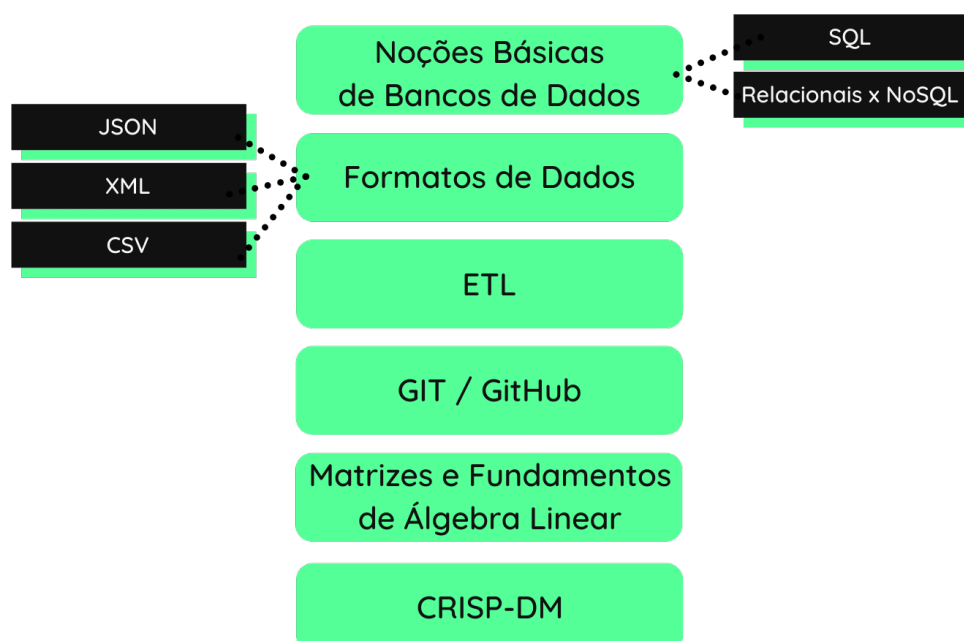 Noções Básicas
de Bancos de Dados
SQL
Relacionais x NoSQL
JSON
XML
CSV
Formatos de Dados
ETL
GIT / GitHub
Matrizes e Fundamentos
de Álgebra Linear
CRISP-DM